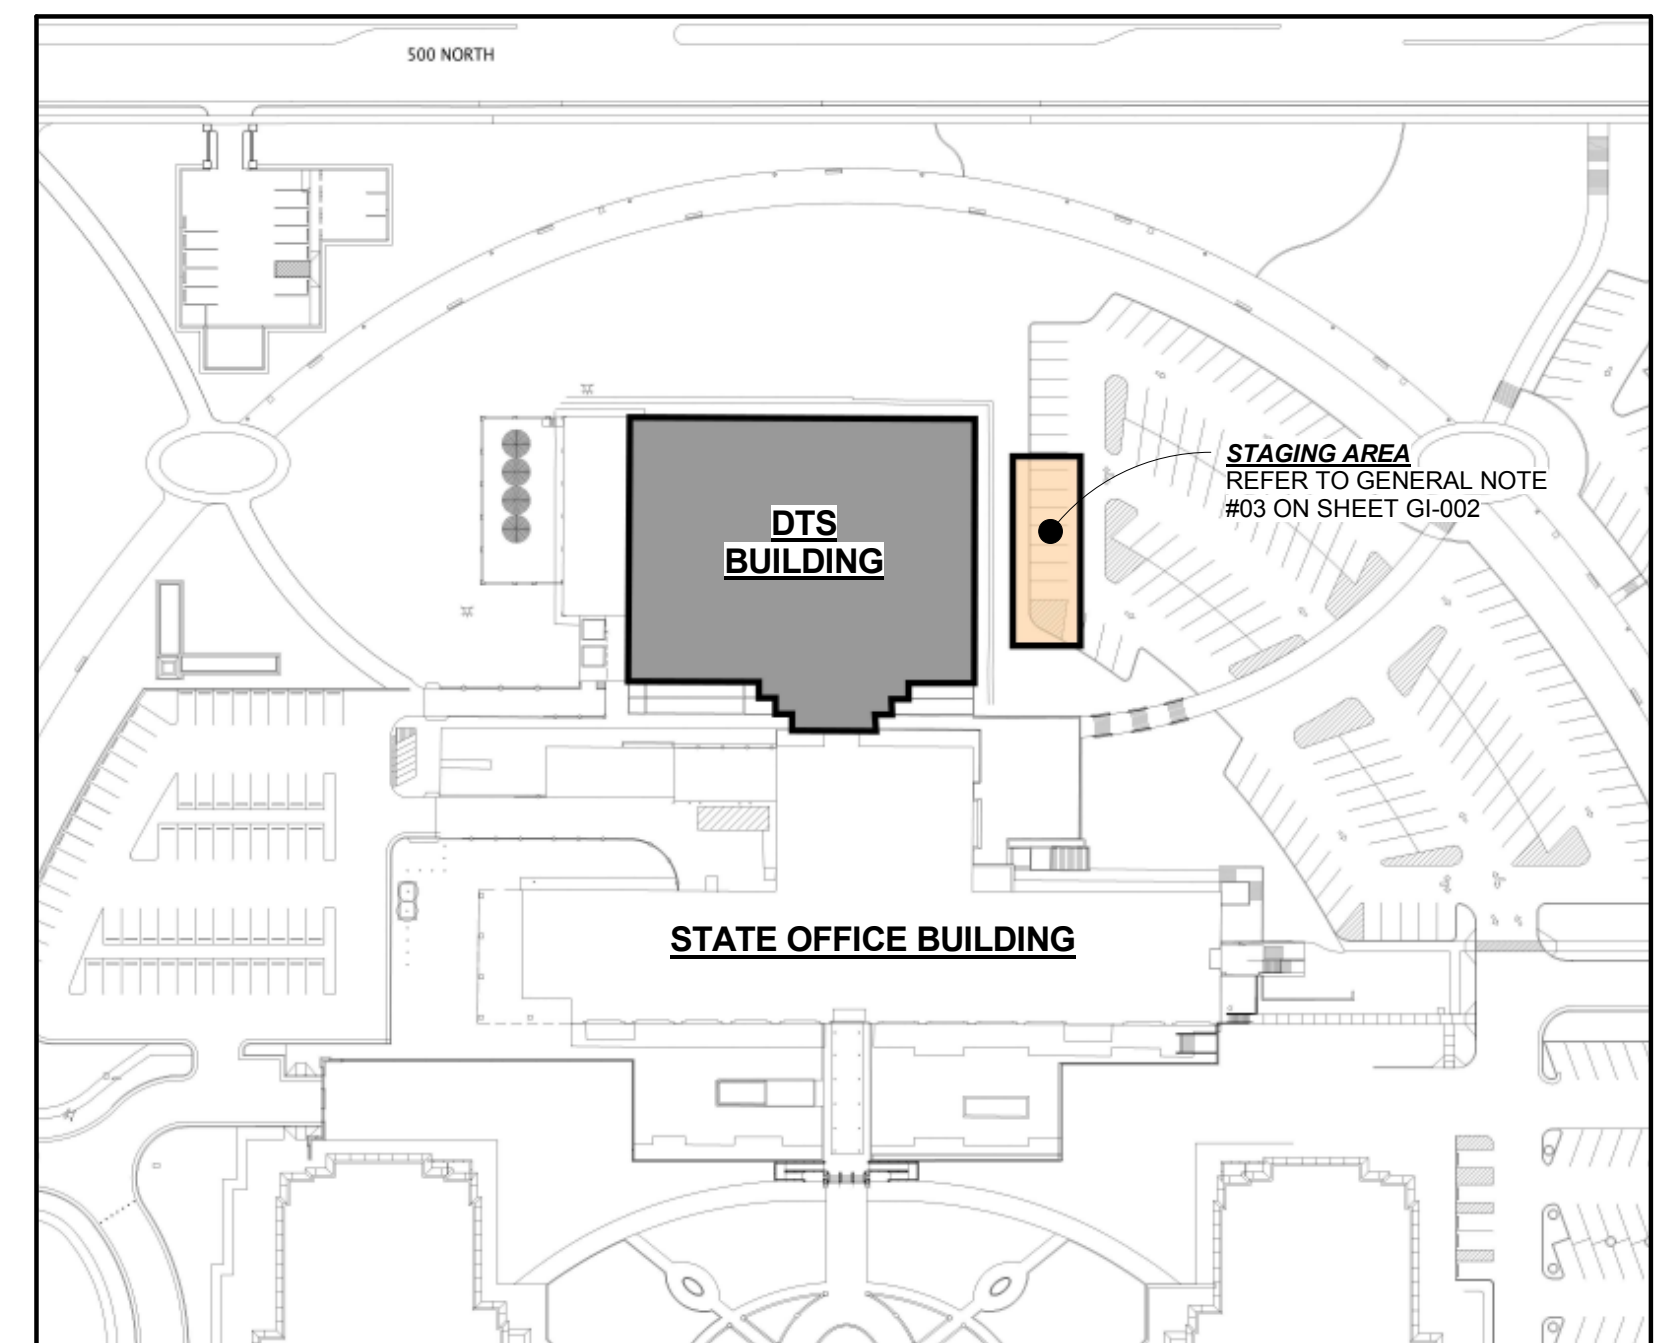 500 NORTH
STAGING AREA
REFER TO GENERAL NOTE
#03 ON SHEET GI-002
DTS
BUILDING
STATE OFFICE BUILDING